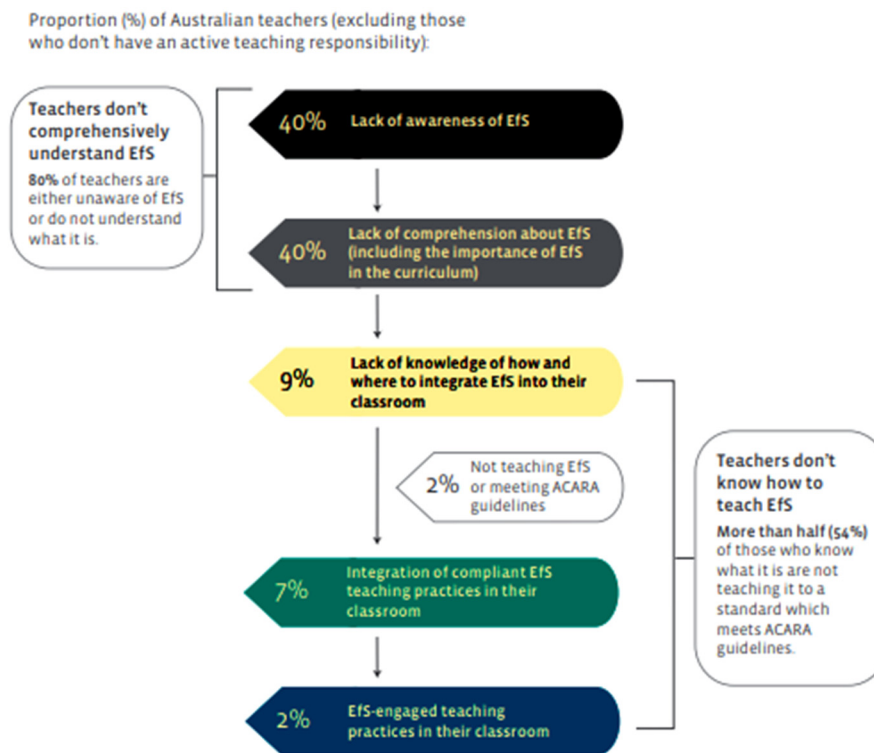 Proportion (%) of Australian teachers (excluding those
who don't have an active teaching responsibility):
Teachers don't
comprehensively
understand EfS
80% of teachers are
either unaware of EfS
or do not understand
what it is.
40% Lack of awareness of EfS
40% Lack of comprehension about EfS
(including the importance of EfS
in the curriculum)
9% Lack of knowledge of how and
where to integrate EfS into their
classroom
2% Not teaching EfS
or meeting ACARA
guidelines
7% Integration of compliant EfS
teaching practices in their
classroom
2% EfS-engaged teaching
practices in their classroom
Teachers don't
know how to
teach EfS
More than half (54%)
of those who know
what it is are not
teaching it to a
standard which
meets ACARA
guidelines.